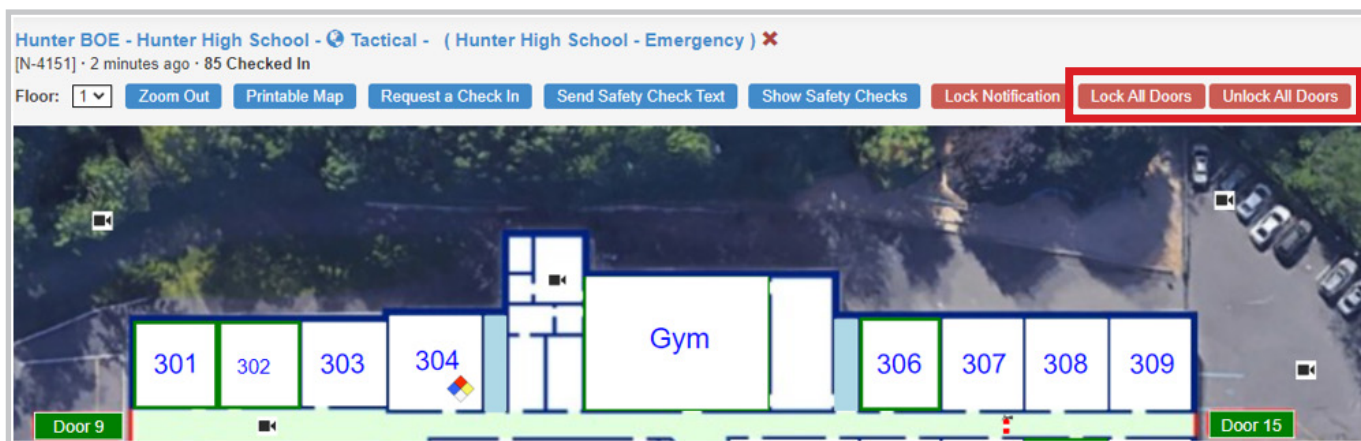 Hunter BOE - Hunter High School - Tactical - ( Hunter High School - Emergency )
[N-4151] · 2 minutes ago · 85 Checked In
Floor: 1 Zoom Out Printable Map Request a Check In Send Safety Check Text Show Safety Checks Lock Notification Lock All Doors Unlock All Doors
Gym
301 302 303 304 306 307 308 309
Door 9 Door 15